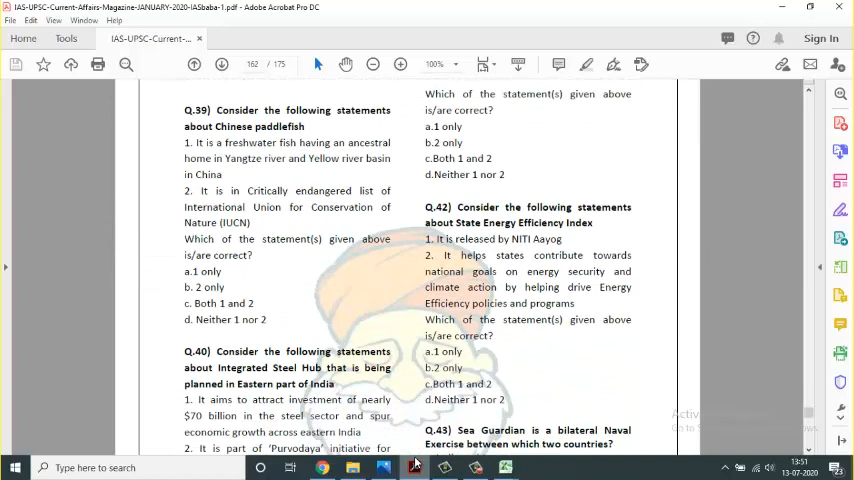 IAS-UPSC-Current-Affairs-Magazine-JANUARY-2020-IASbaba-1.pdf - Adobe Acrobat Pro DC
File Edit View Window Help
Home Tools IAS-UPSC-Current-... × Sign In
162 / 175 100%
Q.39) Consider the following statements
about Chinese paddlefish
1. It is a freshwater fish having an ancestral
home in Yangtze river and Yellow river basin
in China
2. It is in Critically endangered list of
International Union for Conservation of
Nature (IUCN)
Which of the statement(s) given above
is/are correct?
a.1 only
b. 2 only
c. Both 1 and 2
d. Neither 1 nor 2
Q.40) Consider the following statements
about Integrated Steel Hub that is being
planned in Eastern part of India
1. It aims to attract investment of nearly
$70 billion in the steel sector and spur
economic growth across eastern India
2. It is part of ‘Purvodaya’ initiative for
Which of the statement(s) given above
is/are correct?
a.1 only
b.2 only
c.Both 1 and 2
d.Neither 1 nor 2
Q.42) Consider the following statements
about State Energy Efficiency Index
1. It is released by NITI Aayog
2. It helps states contribute towards
national goals on energy security and
climate action by helping drive Energy
Efficiency policies and programs
Which of the statement(s) given above
is/are correct?
a.1 only
b.2 only
c.Both 1 and 2
d.Neither 1 nor 2
Q.43) Sea Guardian is a bilateral Naval
Exercise between which two countries?
Type here to search
13:51
13-07-2020
23